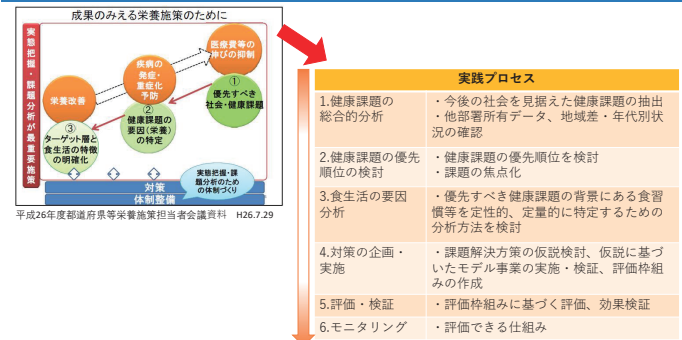 成果のみえる栄養施策のために
実態把握・課題分析が最重要施策
医療費等の
伸びの抑制
疾病の
発症・
重症化
予防
栄養改善
①
優先すべき
社会・健康課題
②
健康課題の
要因(栄養)
の特定
③
ターゲット層と
食生活の特徴
の明確化
実態把握・課
題分析のため
の体制づくり
対策
体制整備
平成26年度都道府県等栄養施策担当者会議資料 H26.7.29
実践プロセス
1.健康課題の
総合的分析
・今後の社会を見据えた健康課題の抽出
・他部署所有データ、地域差・年代別状
況の確認
2.健康課題の優先
順位の検討
・健康課題の優先順位を検討
・課題の焦点化
3.食生活の要因
分析
・優先すべき健康課題の背景にある食習
慣等を定性的、定量的に特定するための
分析方法を検討
4.対策の企画・
実施
・課題解決方策の仮説検討、仮説に基づ
いたモデル事業の実施・検証、評価枠組
みの作成
5.評価・検証
・評価枠組みに基づく評価、効果検証
6.モニタリング
・評価できる仕組み